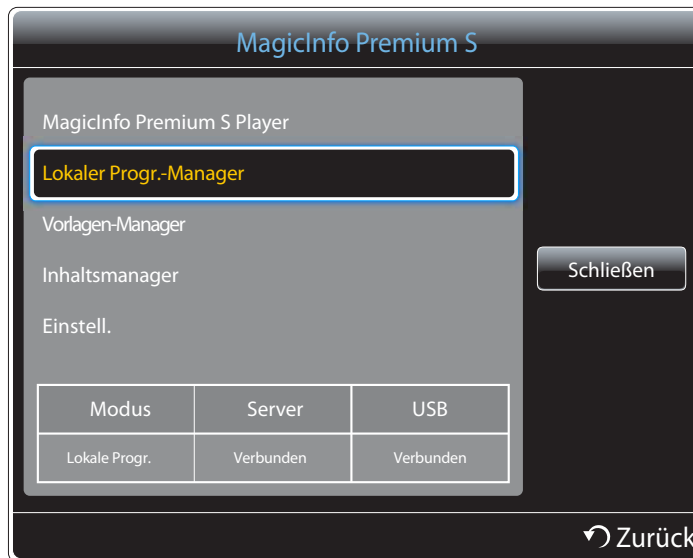 MagicInfo Premium S
MagicInfo Premium S Player
Lokaler Progr.-Manager
Vorlagen-Manager
Inhaltsmanager
Einstell.
Schließen
Modus Server USB
Lokale Progr. Verbunden Verbunden
Zurück